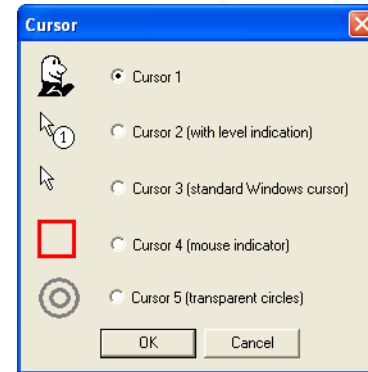 Cursor
Cursor 1
1
Cursor 2 (with level indication)
Cursor 3 (standard Windows cursor)
Cursor 4 (mouse indicator)
Cursor 5 (transparent circles)
OK Cancel